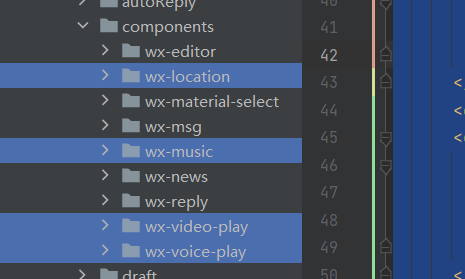 autoReply
components
wx-editor
wx-location
wx-material-select
wx-msg
wx-music
wx-news
wx-reply
wx-video-play
wx-voice-play
draft
40
41
42
43 <
44 <
45 <
46
47
48
49
50 <